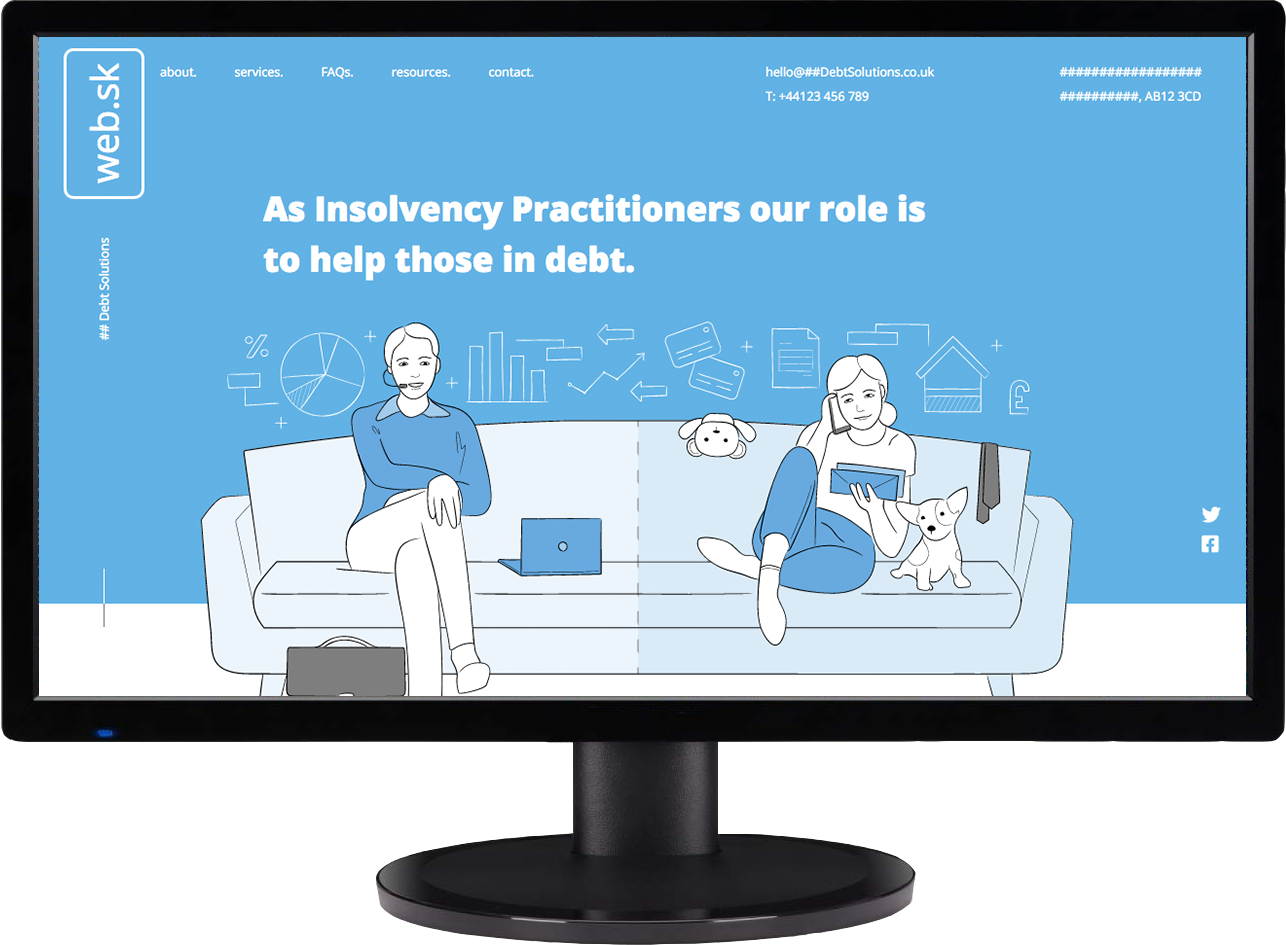 web.sk
about. services. FAQs. resources. contact.
hello@##DebtSolutions.co.uk
T: +44123 456 789
##################
##########, AB12 3CD
As Insolvency Practitioners our role is
to help those in debt.
## Debt Solutions
%
£